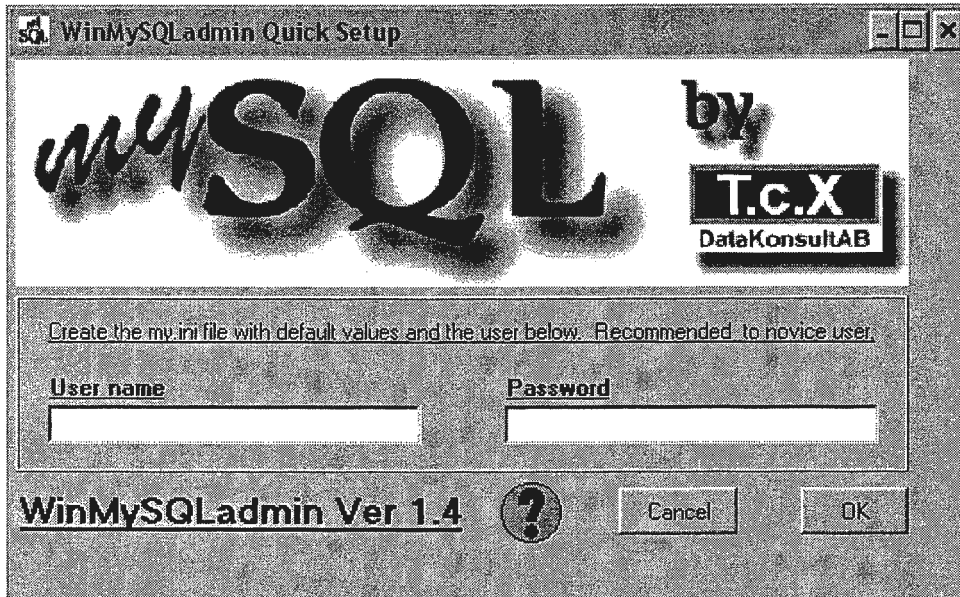 WinMySQLadmin Quick Setup
mySQL by
T.c.X
DataKonsultAB
Create the my.ini file with default values and the user below. Recommended to novice user.
User name Password
WinMySQLadmin Ver 1.4 ? Cancel OK